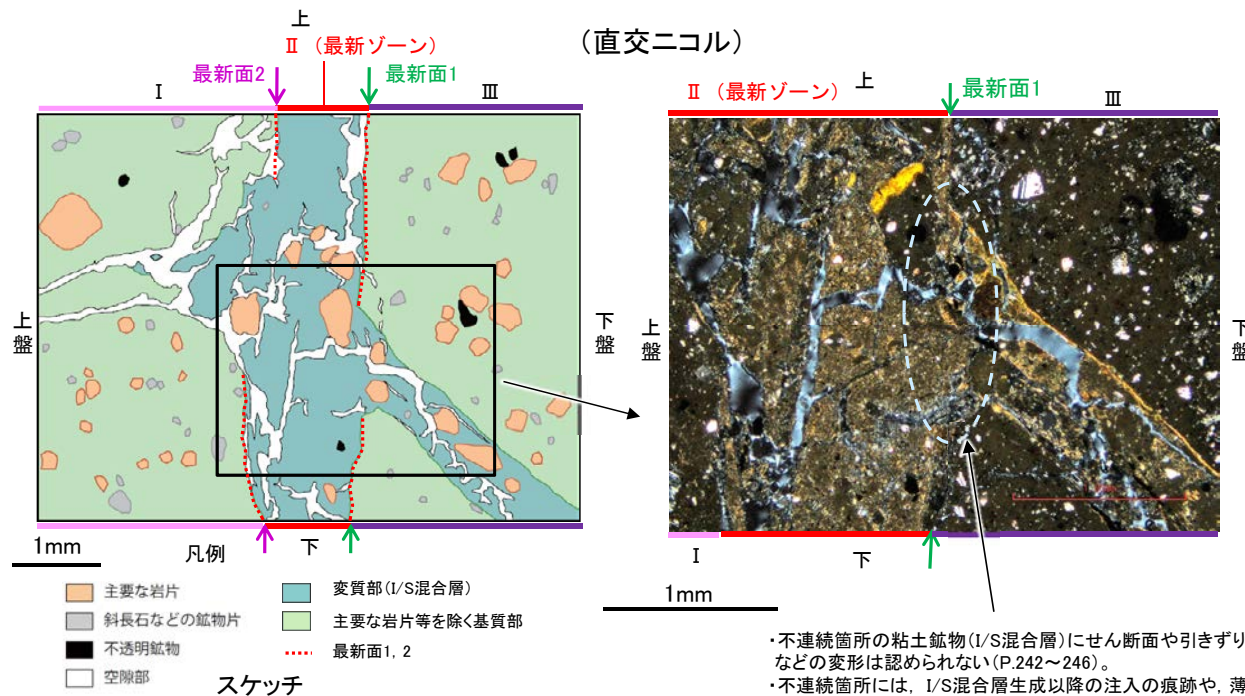 (直交ニコル)
上
Ⅱ (最新ゾーン)
最新面2
最新面1
Ⅰ
Ⅲ
上盤
下盤
1mm
凡例
下
主要な岩片
斜長石などの鉱物片
不透明鉱物
空隙部
変質部(I/S混合層)
主要な岩片等を除く基質部
最新面1, 2
スケッチ
Ⅱ (最新ゾーン)
上
最新面1
Ⅲ
上盤
下盤
Ⅰ
下
1mm
・不連続箇所の粘土鉱物(I/S混合層)にせん断面や引きずり
などの変形は認められない(P.242～246)。
・不連続箇所には, I/S混合層生成以降の注入の痕跡や, 薄